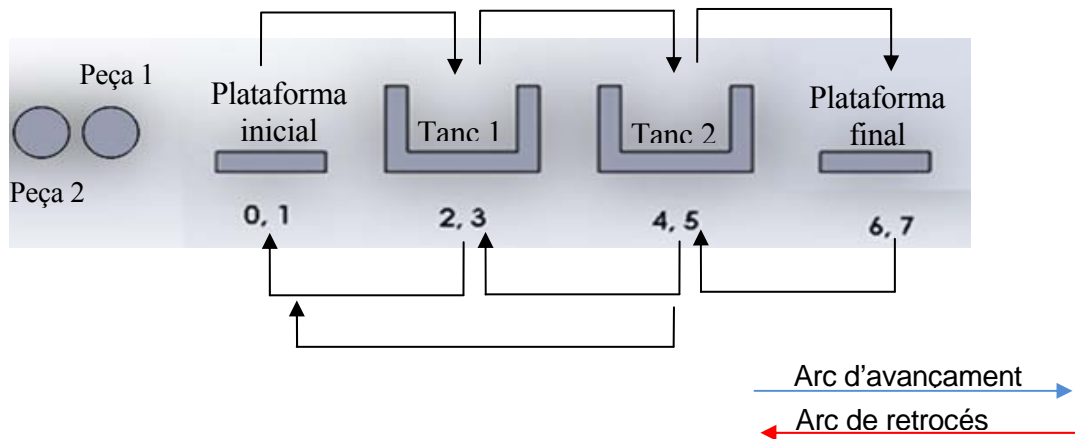 Peça 1
Peça 2
Plataforma
inicial
Tanc 1
Tanc 2
Plataforma
final
0, 1
2, 3
4, 5
6, 7
Arc d'avançament
Arc de retrocés